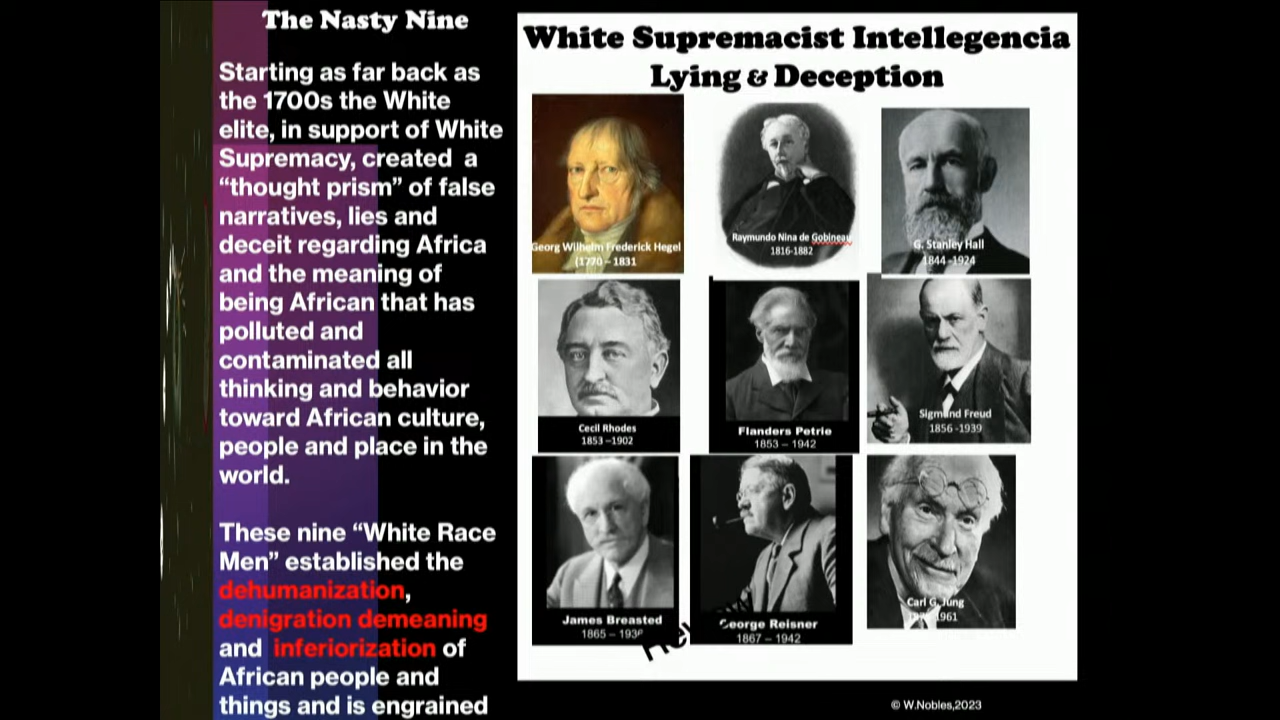 The Nasty Nine
Starting as far back as
the 1700s the White
elite, in support of White
Supremacy, created a
“thought prism” of false
narratives, lies and
deceit regarding Africa
and the meaning of
being African that has
polluted and
contaminated all
thinking and behavior
toward African culture,
people and place in the
world.
These nine “White Race
Men” established the
dehumanization,
denigration demeaning
and inferiorization of
African people and
things and is engrained
White Supremacist Intellegencia
Lying & Deception
Georg Wilhelm Frederick Hegel
(1770 – 1831
Raymundo Nina de Gobineau
1816-1882
G. Stanley Hall
1844 -1924
Cecil Rhodes
1853 –1902
Flanders Petrie
1853 – 1942
Sigmund Freud
1856 -1939
James Breasted
1865 –
George Reisner
1867 – 1942
Carl G. Jung
1961
© W.Nobles,2023